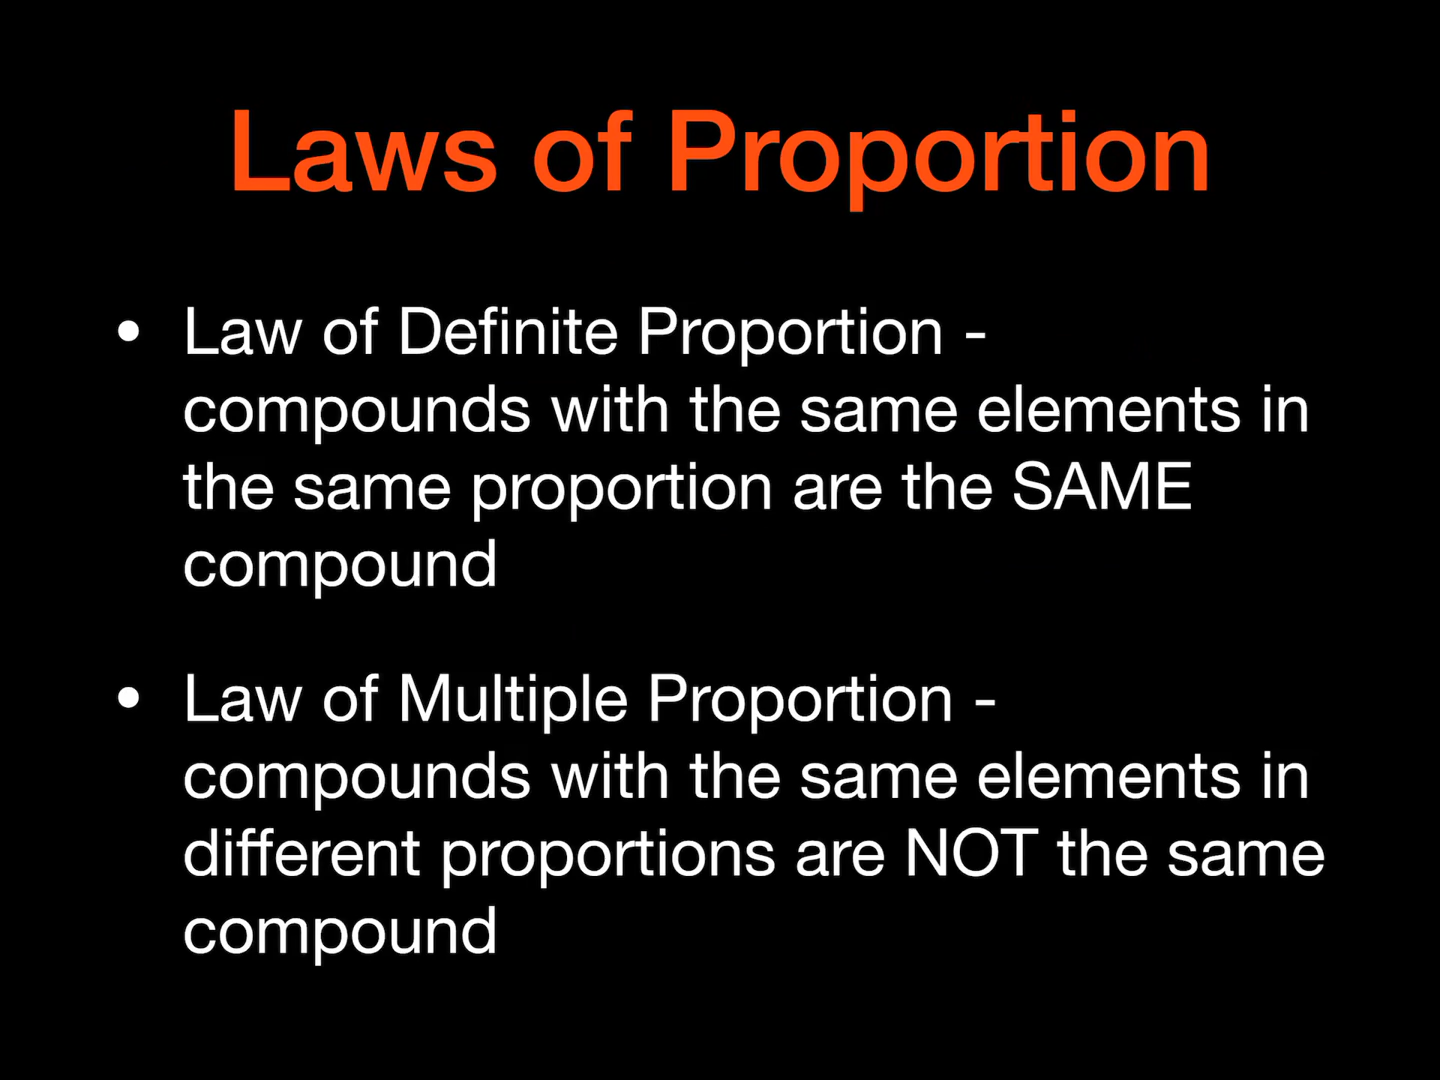 Laws of Proportion
• Law of Definite Proportion -
compounds with the same elements in
the same proportion are the SAME
compound
• Law of Multiple Proportion -
compounds with the same elements in
different proportions are NOT the same
compound